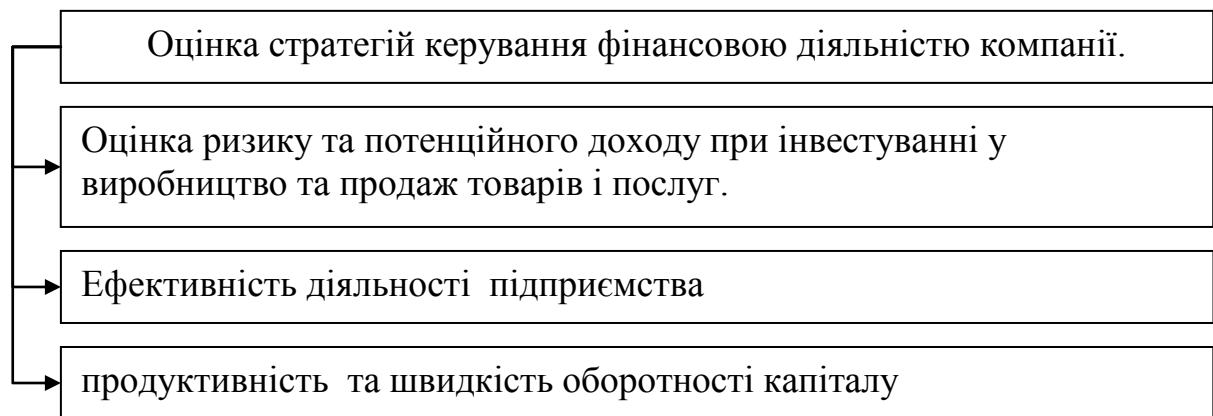 Оцінка стратегій керування фінансовою діяльністю компанії.
Оцінка ризику та потенційного доходу при інвестуванні у
виробництво та продаж товарів і послуг.
Ефективність діяльності  підприємства
продуктивність  та швидкість оборотності капіталу